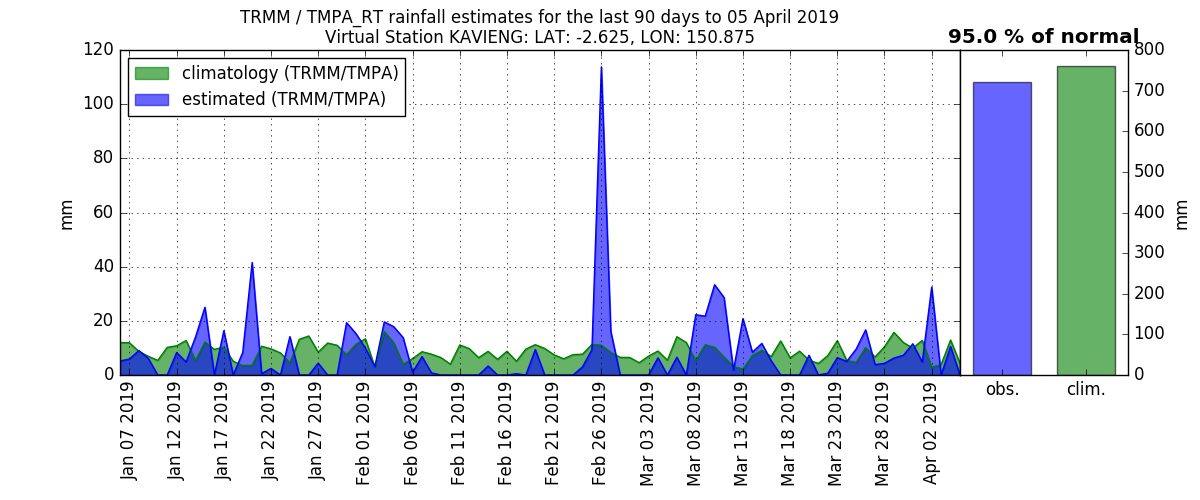 TRMM / TMPA_RT rainfall estimates for the last 90 days to 05 April 2019
Virtual Station KAVIENG: LAT: -2.625, LON: 150.875
95.0 % of normal
climatology (TRMM/TMPA)
estimated (TRMM/TMPA)
120
100
80
60
40
20
0
mm
800
700
600
500
400
300
200
100
0
mm
Jan 07 2019
Jan 12 2019
Jan 17 2019
Jan 22 2019
Jan 27 2019
Feb 01 2019
Feb 06 2019
Feb 11 2019
Feb 16 2019
Feb 21 2019
Feb 26 2019
Mar 03 2019
Mar 08 2019
Mar 13 2019
Mar 18 2019
Mar 23 2019
Mar 28 2019
Apr 02 2019
obs.
clim.